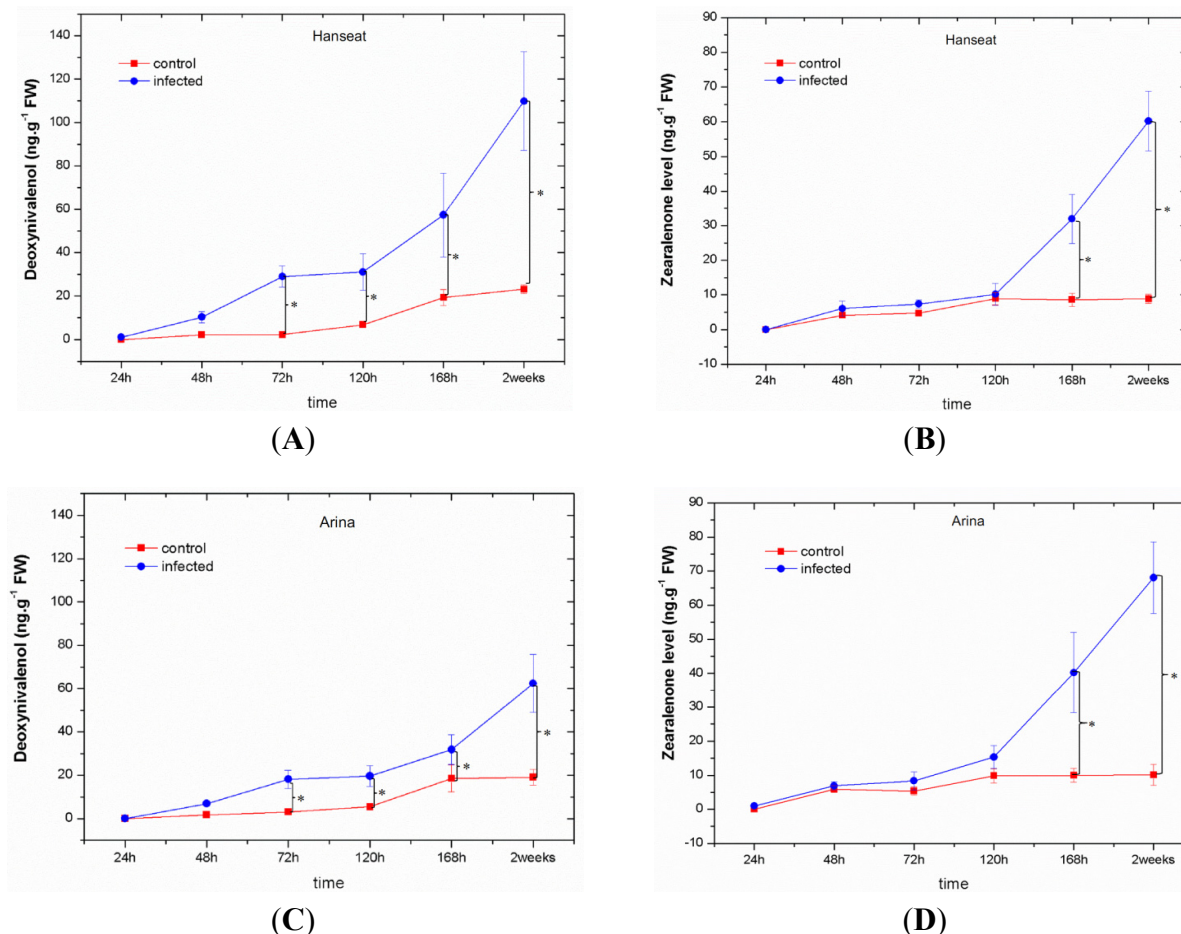 Hanseat
control
infected
Deoxynivalenol (ng.g⁻¹ FW)
140
120
100
80
60
40
20
0
24h 48h 72h 120h 168h 2weeks
time
* * * *
(A)
Hanseat
control
infected
Zearalenone level (ng.g⁻¹ FW)
90
80
70
60
50
40
30
20
10
0
-10
24h 48h 72h 120h 168h 2weeks
time
* *
(B)
Arina
control
infected
Deoxynivalenol (ng.g⁻¹ FW)
140
120
100
80
60
40
20
0
24h 48h 72h 120h 168h 2weeks
time
* * * *
(C)
Arina
control
infected
Zearalenone level (ng.g⁻¹ FW)
90
80
70
60
50
40
30
20
10
0
-10
24h 48h 72h 120h 168h 2weeks
time
* *
(D)